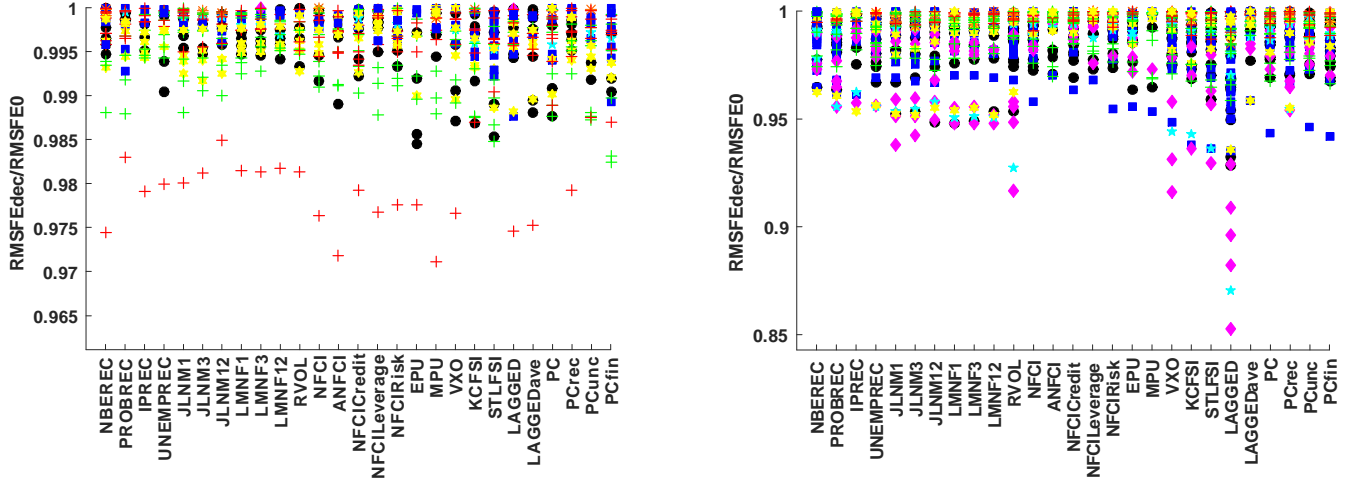 RMSFEdec/RMSFE0
1
0.995
0.99
0.985
0.98
0.975
0.97
0.965
NBEREC
PROBREC
IPREC
UNEMPREC
JLNM1
JLNM3
JLNM12
LMNF1
LMNF3
LMNF12
RVOL
NFCI
ANFCI
NFCICredit
NFCILeverage
NFCIRisk
EPU
MPU
VXO
KCFSI
STLFSI
LAGGED
LAGGEDave
PC
PCrec
PCunc
PCfin
RMSFEdec/RMSFE0
1
0.95
0.9
0.85
NBEREC
PROBREC
IPREC
UNEMPREC
JLNM1
JLNM3
JLNM12
LMNF1
LMNF3
LMNF12
RVOL
NFCI
ANFCI
NFCICredit
NFCILeverage
NFCIRisk
EPU
MPU
VXO
KCFSI
STLFSI
LAGGED
LAGGEDave
PC
PCrec
PCunc
PCfin